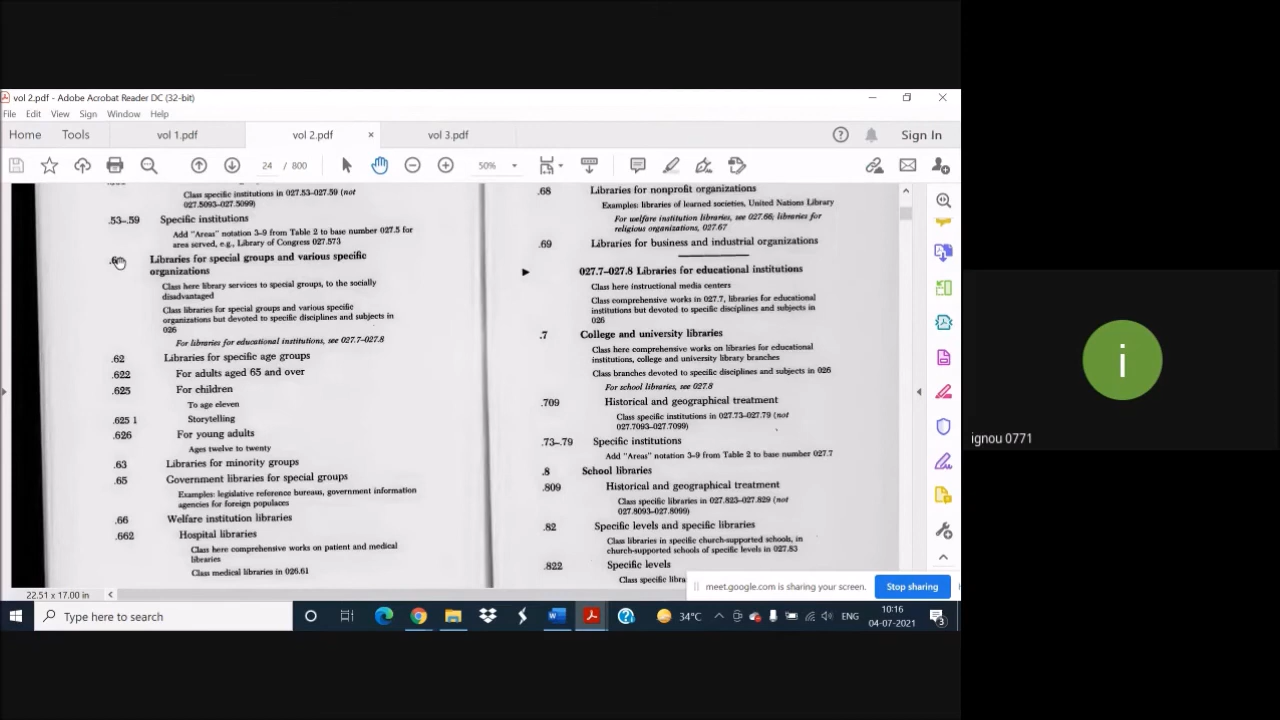 vol 2.pdf - Adobe Acrobat Reader DC (32-bit)
File Edit View Sign Window Help
Home Tools vol 1.pdf vol 2.pdf × vol 3.pdf Sign In
24 / 800 50%
Class specific institutions in 027.53–027.59 (not
027.5093–027.5099)
.53–.59 Specific institutions
Add "Areas" notation 3–9 from Table 2 to base number 027.5 for
area served, e.g., Library of Congress 027.573
.6 Libraries for special groups and various specific
organizations
Class here library services to special groups, to the socially
disadvantaged
Class libraries for special groups and various specific
organizations but devoted to specific disciplines and subjects in
026
For libraries for educational institutions, see 027.7–027.8
.62 Libraries for specific age groups
.622 For adults aged 65 and over
.625 For children
To age eleven
.625 1 Storytelling
.626 For young adults
Ages twelve to twenty
.63 Libraries for minority groups
.65 Government libraries for special groups
Examples: legislative reference bureaus, government information
agencies for foreign populaces
.66 Welfare institution libraries
.662 Hospital libraries
Class here comprehensive works on patient and medical
libraries
Class medical libraries in 026.61
.68 Libraries for nonprofit organizations
Examples: libraries of learned societies, United Nations Library
For welfare institution libraries, see 027.66; libraries for
religious organizations, 027.67
.69 Libraries for business and industrial organizations
027.7–027.8 Libraries for educational institutions
Class here instructional media centers
Class comprehensive works in 027.7, libraries for educational
institutions but devoted to specific disciplines and subjects in
026
.7 College and university libraries
Class here comprehensive works on libraries for educational
institutions, college and university library branches
Class branches devoted to specific disciplines and subjects in 026
For school libraries, see 027.8
.709 Historical and geographical treatment
Class specific institutions in 027.73–027.79 (not
027.7093–027.7099)
.73–.79 Specific institutions
Add "Areas" notation 3–9 from Table 2 to base number 027.7
.8 School libraries
.809 Historical and geographical treatment
Class specific libraries in 027.823–027.829 (not
027.8093–027.8099)
.82 Specific levels and specific libraries
Class libraries in specific church-supported schools, in
church-supported schools of specific levels in 027.83
.822 Specific levels
Class specific libra
22.51 x 17.00 in
meet.google.com is sharing your screen. Stop sharing
Type here to search
34°C ENG 10:16
04-07-2021 3
i
ignou 0771